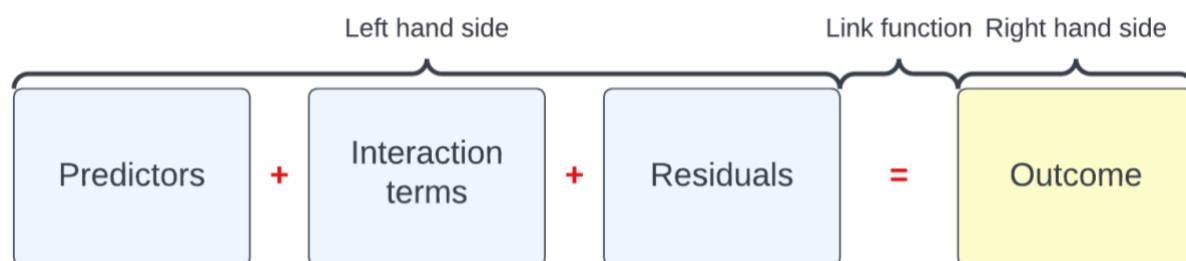 Left hand side
Link function
Right hand side
Predictors
+
Interaction
terms
+
Residuals
=
Outcome